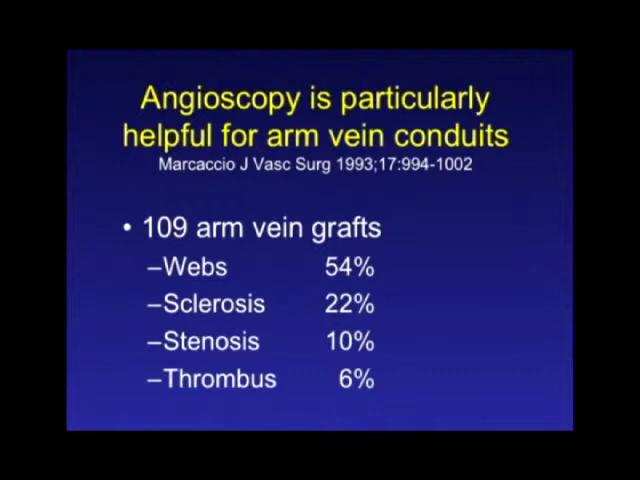 Angioscopy is particularly
helpful for arm vein conduits
Marcaccio J Vasc Surg 1993;17:994-1002
• 109 arm vein grafts
–Webs 54%
–Sclerosis 22%
–Stenosis 10%
–Thrombus 6%